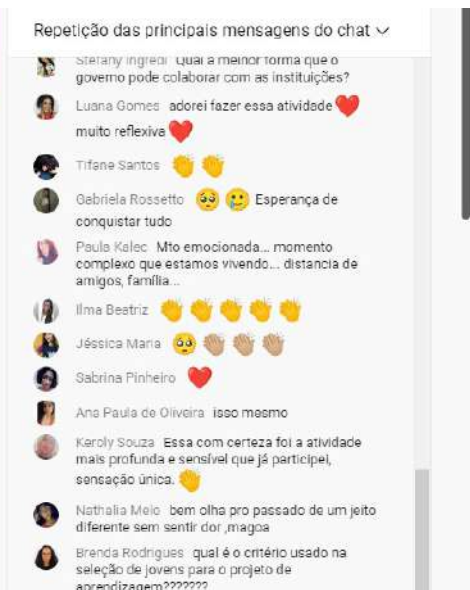 Repetição das principais mensagens do chat
Stefany Ingredi Qual a melhor forma que o
governo pode colaborar com as instituições?
Luana Gomes adorei fazer essa atividade ❤️
muito reflexiva ❤️
Tifane Santos 👏 👏
Gabriela Rossetto 🥺 🥲 Esperança de
conquistar tudo
Paula Kalec Mto emocionada... momento
complexo que estamos vivendo... distancia de
amigos, família...
Ilma Beatriz 👏 👏 👏 👏 👏
Jéssica Maria 🥺 👏🏼 👏🏼 👏🏼
Sabrina Pinheiro ❤️
Ana Paula de Oliveira isso mesmo
Keroly Souza Essa com certeza foi a atividade
mais profunda e sensível que já participei,
sensação única. 👏
Nathalia Melo bem olha pro passado de um jeito
diferente sem sentir dor ,magoa
Brenda Rodrigues qual é o critério usado na
seleção de jovens para o projeto de
aprendizagem???????